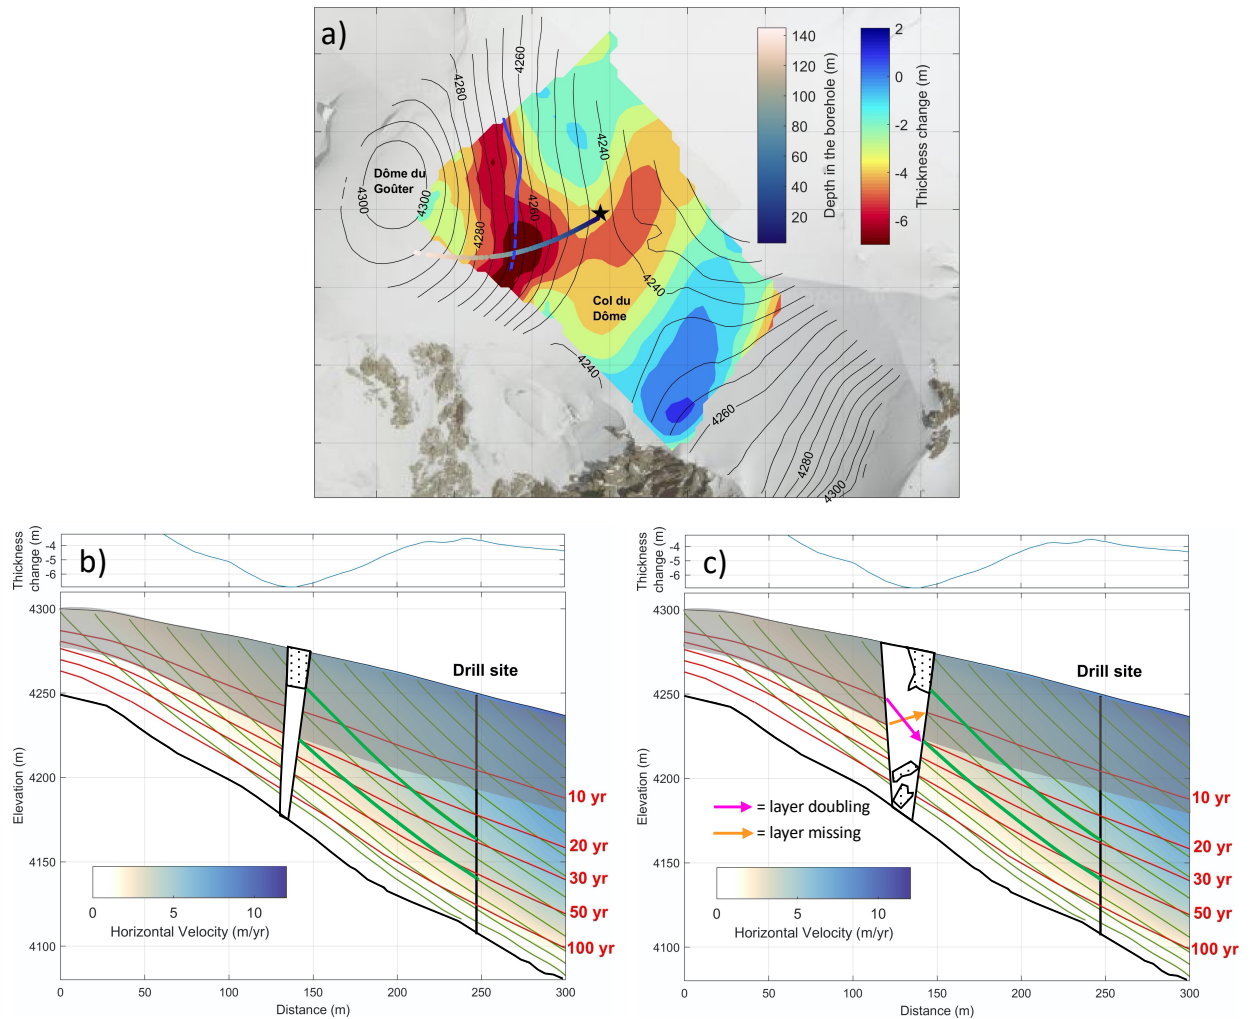 a)
140
120
100
80
60
40
20
Depth in the borehole (m)
2
0
-2
-4
-6
Thickness change (m)
4260
4280
4240
Dôme du
Goûter
4300
4300
4280
4260
4240
Col du
Dôme
4240
4260
4280
4300
Thickness
change (m)
-4
-5
-6
b)
4300
4250
4200
4150
4100
Elevation (m)
Drill site
10 yr
20 yr
30 yr
50 yr
100 yr
0
5
10
Horizontal Velocity (m/yr)
0
50
100
150
200
250
300
Distance (m)
Thickness
change (m)
-4
-5
-6
c)
4300
4250
4200
4150
4100
Elevation (m)
Drill site
= layer doubling
= layer missing
10 yr
20 yr
30 yr
50 yr
100 yr
0
5
10
Horizontal Velocity (m/yr)
0
50
100
150
200
250
300
Distance (m)